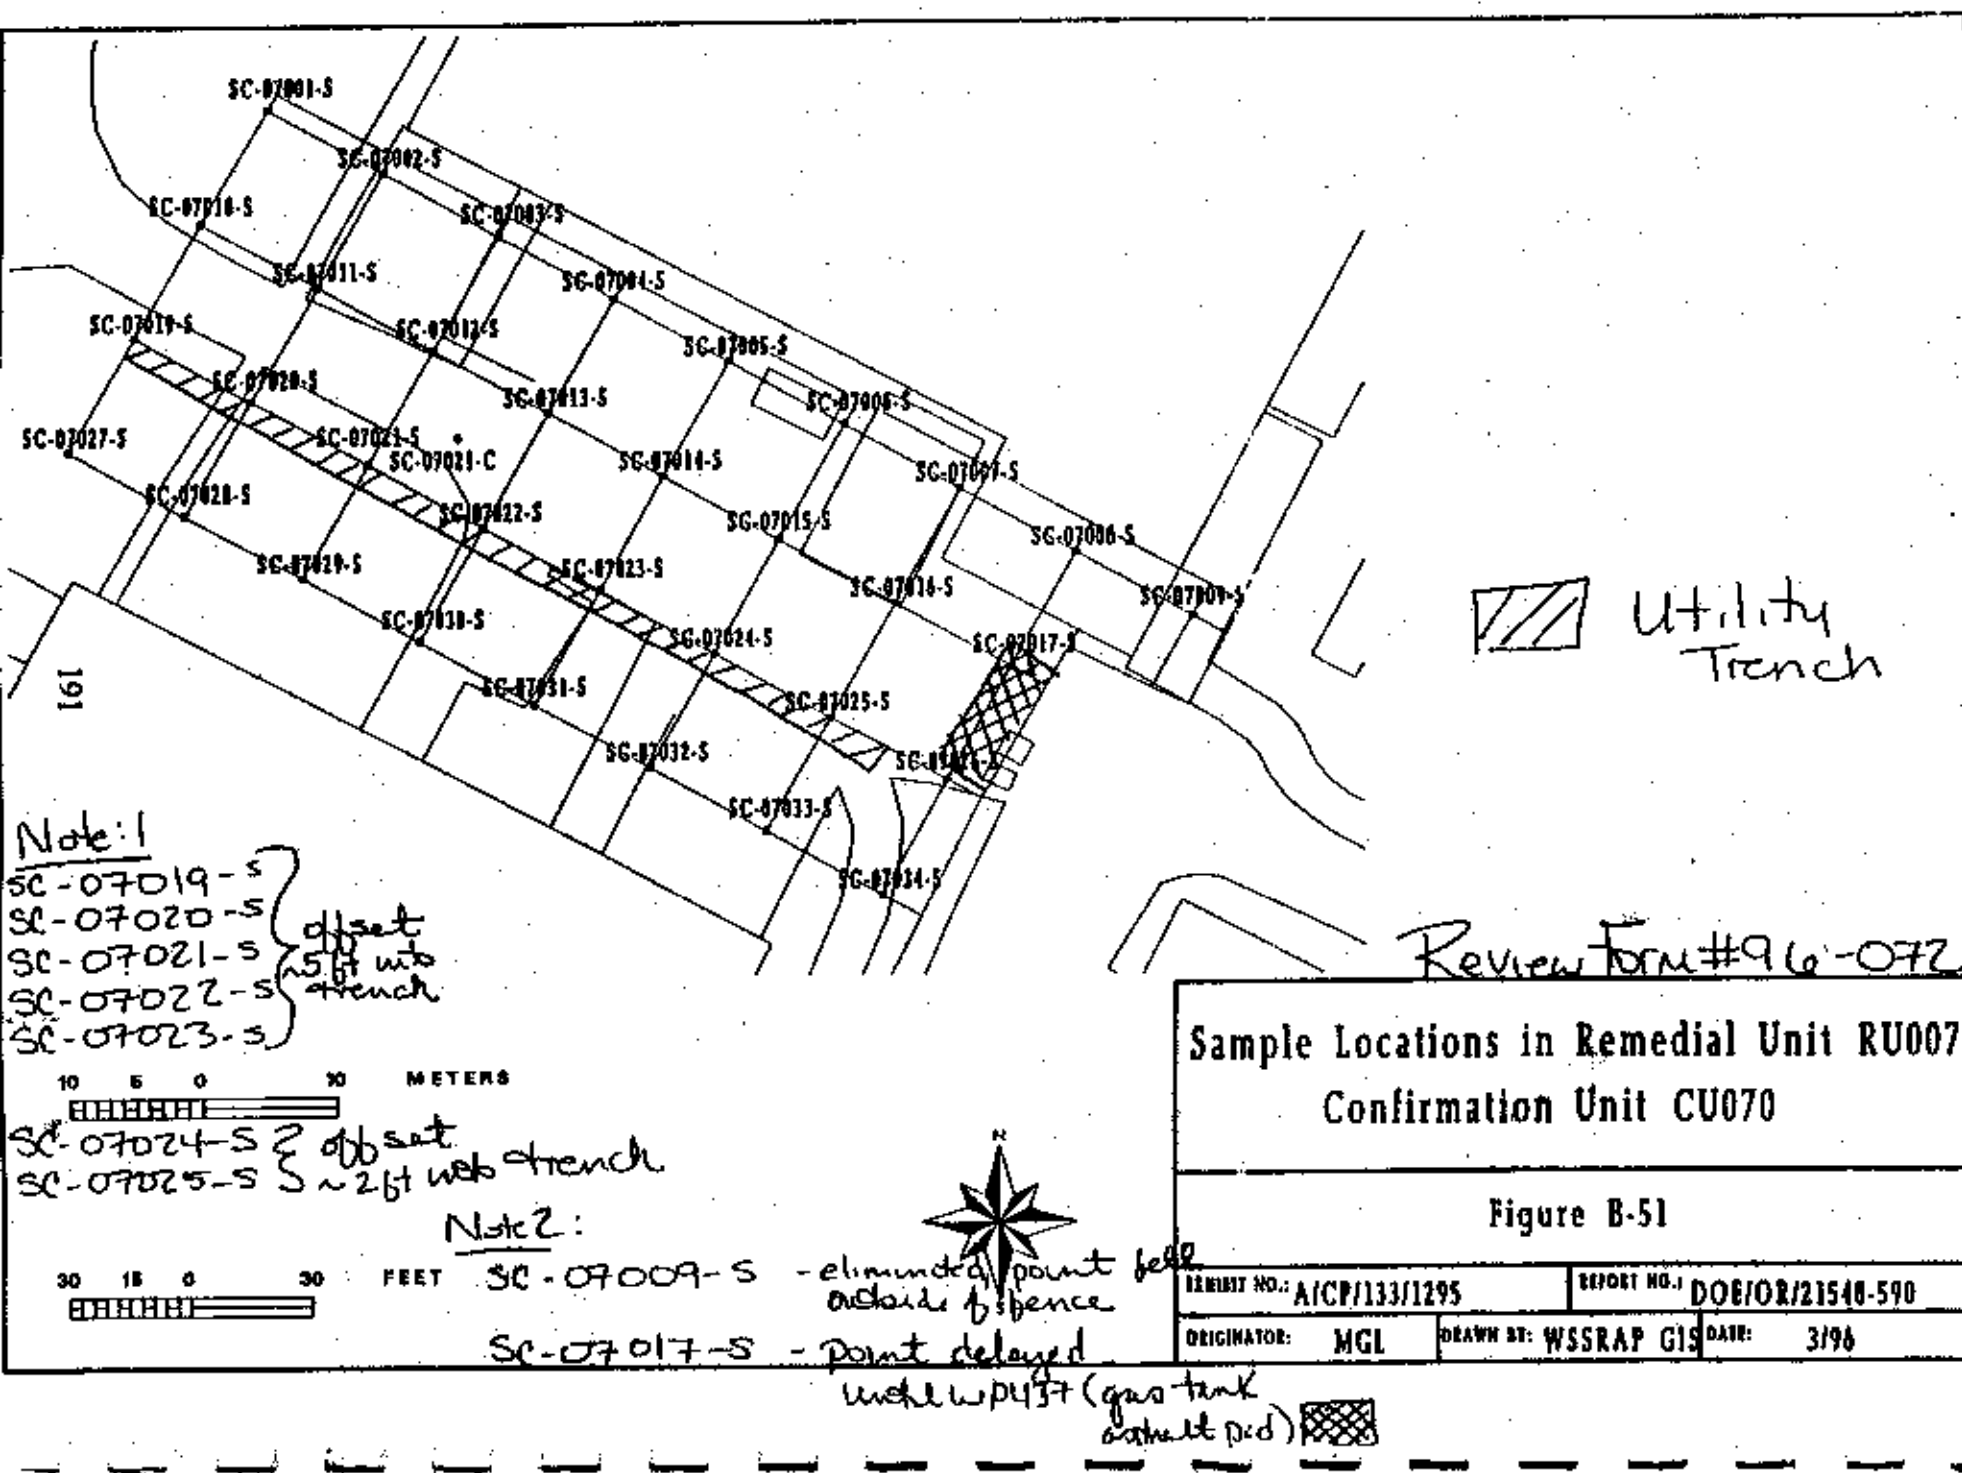 SC-07001-S
SC-07002-S
SC-07010-S
SC-07003-S
SC-07011-S
SC-07004-S
SC-07019-S
SC-07012-S
SC-07005-S
SC-07020-S
SC-07013-S
SC-07006-S
SC-07027-S
SC-07021-S
SC-07021-C
SC-07014-S
SC-07007-S
SC-07028-S
SC-07022-S
SC-07015-S
SC-07008-S
SC-07029-S
SC-07023-S
SC-07016-S
SC-07009-S
SC-07030-S
SC-07024-S
SC-07017-S
SC-07031-S
SC-07025-S
SC-07032-S
SC-07026-S
SC-07033-S
SC-07034-S
191
Utility
Trench
Note:1
SC-07019-S
SC-07020-S
SC-07021-S
SC-07022-S
SC-07023-S
offset
~5ft into
trench
10 5 0 10 METERS
SC-07024-S
SC-07025-S
offset
~2ft into trench
N
Note 2:
30 15 0 30 FEET
SC-07009-S - eliminated, point fell
outside of fence
SC-07017-S - Point delayed
until WP437 (gas tank
asphalt pad)
Review Form #96-072
Sample Locations in Remedial Unit RU007
Confirmation Unit CU070
Figure B-51
EXHIBIT NO.: A/CP/133/1295
REPORT NO.: DOE/OR/21548-590
ORIGINATOR: MGL
DRAWN BY: WSSRAP GIS
DATE: 3/96